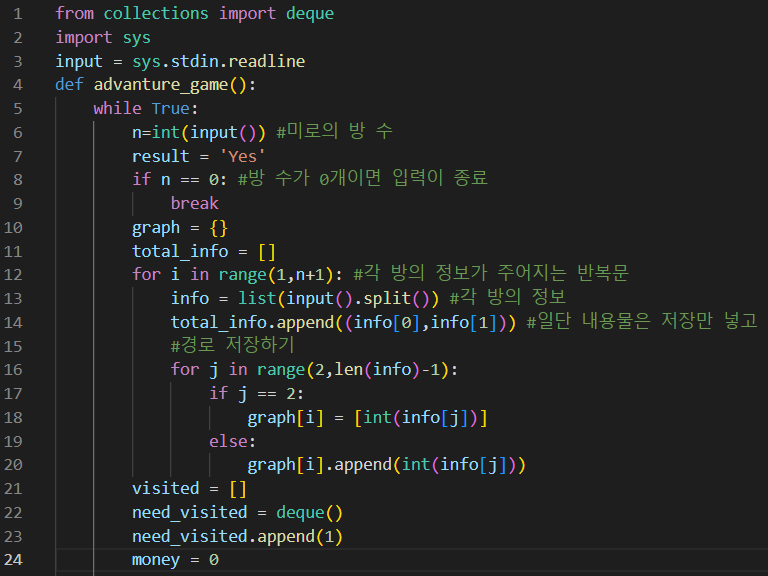 1 from collections import deque
2 import sys
3 input = sys.stdin.readline
4 def advanture_game():
5     while True:
6         n=int(input()) #미로의 방 수
7         result = 'Yes'
8         if n == 0: #방 수가 0개이면 입력이 종료
9             break
10         graph = {}
11         total_info = []
12         for i in range(1,n+1): #각 방의 정보가 주어지는 반복문
13             info = list(input().split()) #각 방의 정보
14             total_info.append((info[0],info[1])) #일단 내용물은 저장만 넣고
15             #경로 저장하기
16             for j in range(2,len(info)-1):
17                 if j == 2:
18                     graph[i] = [int(info[j])]
19                 else:
20                     graph[i].append(int(info[j]))
21         visited = []
22         need_visited = deque()
23         need_visited.append(1)
24         money = 0